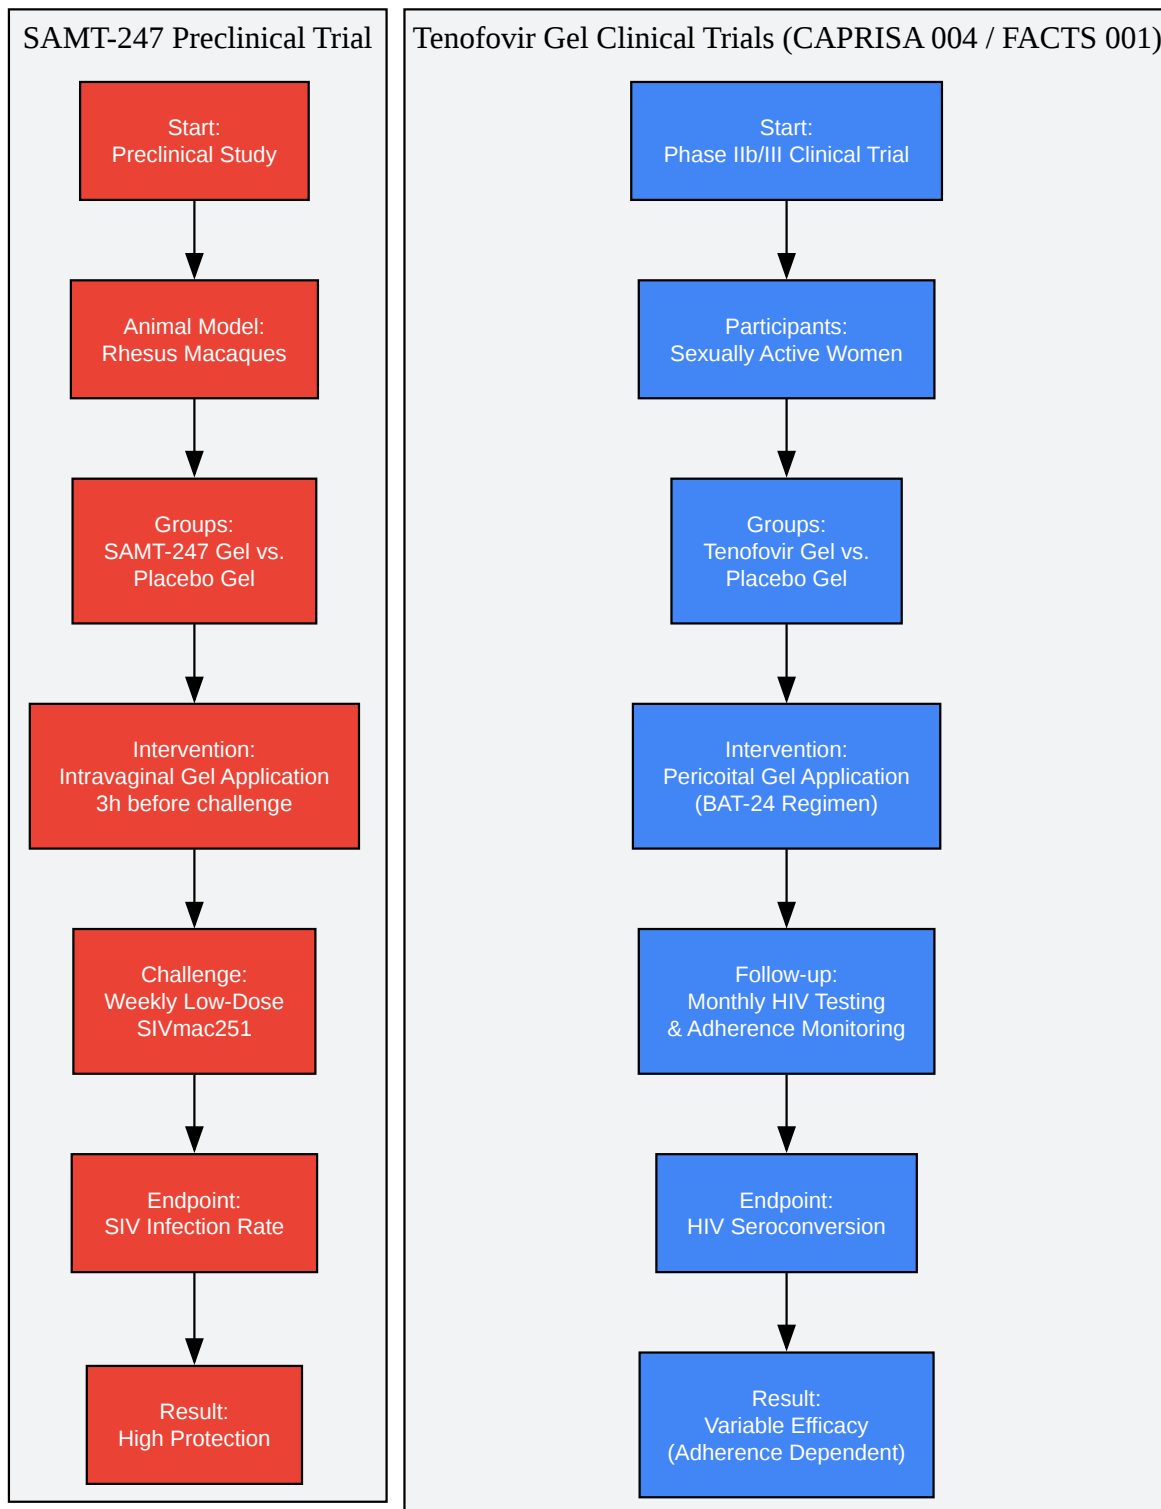 SAMT-247 Preclinical Trial
Start:
Preclinical Study
Animal Model:
Rhesus Macaques
Groups:
SAMT-247 Gel vs.
Placebo Gel
Intervention:
Intravaginal Gel Application
3h before challenge
Challenge:
Weekly Low-Dose
SIVmac251
Endpoint:
SIV Infection Rate
Result:
High Protection
Tenofovir Gel Clinical Trials (CAPRISA 004 / FACTS 001)
Start:
Phase IIb/III Clinical Trial
Participants:
Sexually Active Women
Groups:
Tenofovir Gel vs.
Placebo Gel
Intervention:
Pericoital Gel Application
(BAT-24 Regimen)
Follow-up:
Monthly HIV Testing
& Adherence Monitoring
Endpoint:
HIV Seroconversion
Result:
Variable Efficacy
(Adherence Dependent)